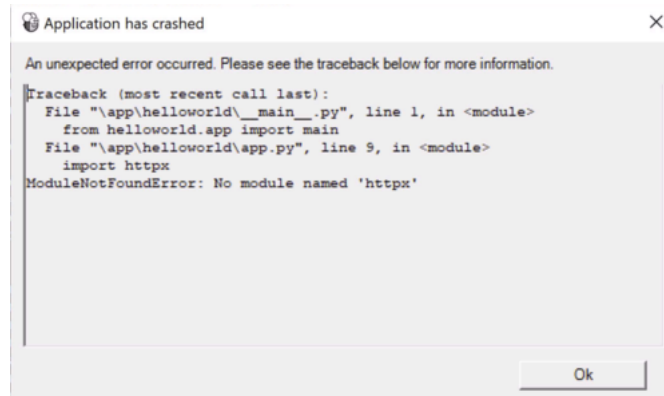 Application has crashed
An unexpected error occurred. Please see the traceback below for more information.
Traceback (most recent call last):
  File "\app\helloworld\__main__.py", line 1, in <module>
    from helloworld.app import main
  File "\app\helloworld\app.py", line 9, in <module>
    import httpx
ModuleNotFoundError: No module named 'httpx'
Ok